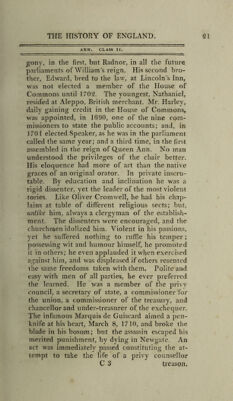 THE HISTORY OF ENGLAND. 21
ANN. CLASS II.
gony, in the first, but Radnor, in all the future
parliaments of William's reign. His second bro-
ther, Edward, bred to the law, at Lincoln's Inn,
was not elected a member of the House of
Commons until 1702. The youngest, Nathaniel,
resided at Aleppo, British merchant. Mr. Harley,
daily gaining credit in the House of Commons,
was appointed, in 1690, one of the nine com-
missioners to state the public accounts; and, in
1701 elected Speaker, as he was in the parliament
called the same year; and a third time, in the first
assembled in the reign of Queen Ann. No man
understood the privileges of the chair better.
His eloquence had more of art than the native
graces of an original orator. In private inscru-
table. By education and inclination he was a
rigid dissenter, yet the leader of the most violent
tories. Like Oliver Cromwell, he had his chap-
lains at table of different religious sects; but,
unlike him, always a clergyman of the establish-
ment. The dissenters were encouraged, and the
churchmen idolized him. Violent in his passions,
yet he suffered nothing to ruffle his temper;
possessing wit and humour himself, he promoted
it in others; he even applauded it when exercised
against him, and was displeased if others resented
the same freedoms taken with them. Polite and
easy with men of all parties, he ever preferred
the learned. He was a member of the privy
council, a secretary of state, a commissioner for
the union, a commissioner of the treasury, and
chancellor and under-treasurer of the exchequer.
The infamous Marquis de Guiscard aimed a pen-
knife at his heart, March 8, 1710, and broke the
blade in his bosom; but the assassin escaped his
merited punishment, by dying in Newgate. An
act was immediately passed constituting the at-
tempt to take the life of a privy counsellor
C 3 treason.